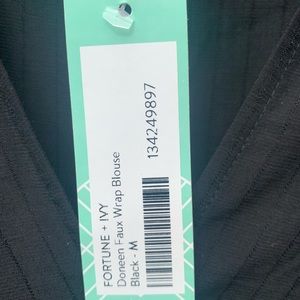 FORTUNE + IVY
Doneen Faux Wrap Blouse
Black - M
134249897